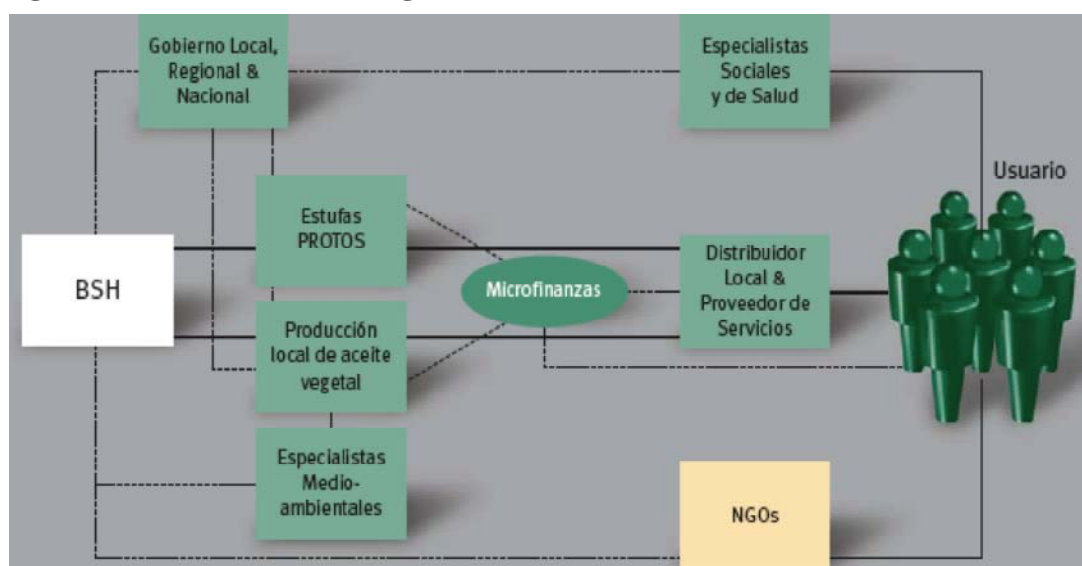 Gobierno Local,
Regional &
Nacional
Especialistas
Sociales
y de Salud
Usuario
Estufas
PROTOS
BSH
Microfinanzas
Distribuidor
Local &
Proveedor de
Servicios
Producción
local de aceite
vegetal
Especialistas
Medio-
ambientales
NGOs